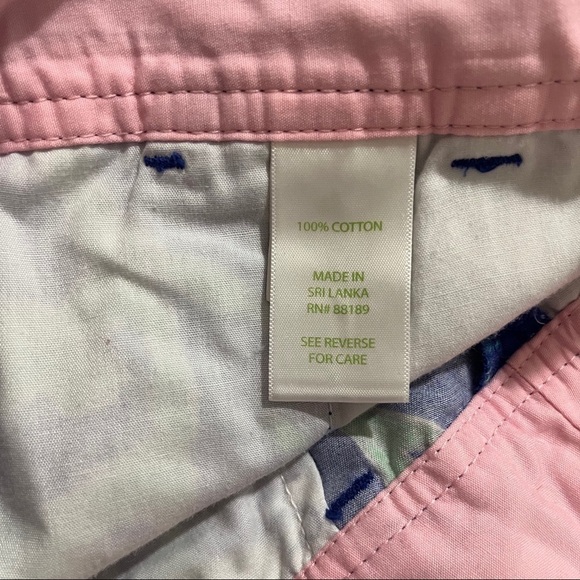 100% COTTON
MADE IN
SRI LANKA
RN# 88189
SEE REVERSE
FOR CARE